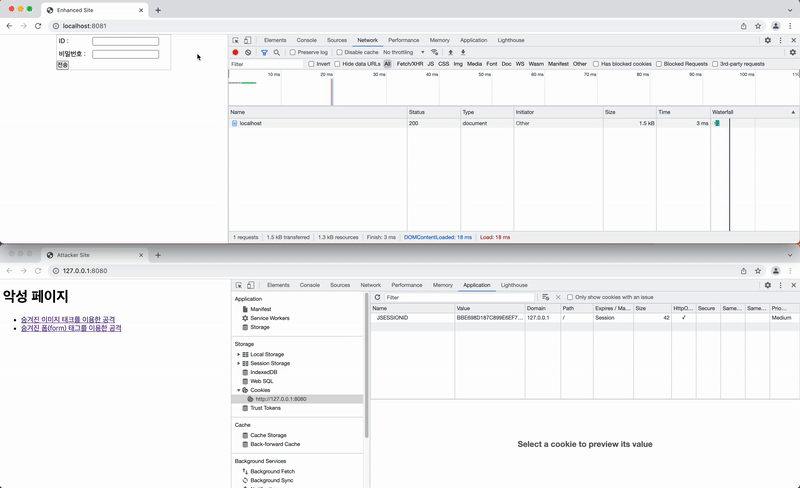 Enhanced Site
localhost:8081
ID :
비밀번호 :
전송
Elements Console Sources Network Performance Memory Application Lighthouse
Preserve log Disable cache No throttling
Filter Invert Hide data URLs All Fetch/XHR JS CSS Img Media Font Doc WS Wasm Manifest Other Has blocked cookies Blocked Requests 3rd-party requests
10 ms 20 ms 30 ms 40 ms 50 ms 60 ms 70 ms 80 ms 90 ms 100 ms 110
Name Status Type Initiator Size Time Waterfall
localhost 200 document Other 1.5 kB 3 ms
1 requests 1.5 kB transferred 1.3 kB resources Finish: 3 ms DOMContentLoaded: 18 ms Load: 18 ms
Attacker Site
127.0.0.1:8080
악성 페이지
숨겨진 이미지 태크를 이용한 공격
숨겨진 폼(form) 태그를 이용한 공격
Elements Console Sources Network Performance Memory Application Lighthouse
Application
Manifest
Service Workers
Storage
Storage
Local Storage
Session Storage
IndexedDB
Web SQL
Cookies
http://127.0.0.1:8080
Trust Tokens
Cache
Cache Storage
Back-forward Cache
Background Services
Background Fetch
Background Sync
Filter Only show cookies with an issue
Name Value Domain Path Expires / Ma... Size HttpO... Secure Same... Same... Prio...
JSESSIONID BBE698D187C899E6EF7... 127.0.0.1 / Session 42 ✓ Medium
Select a cookie to preview its value